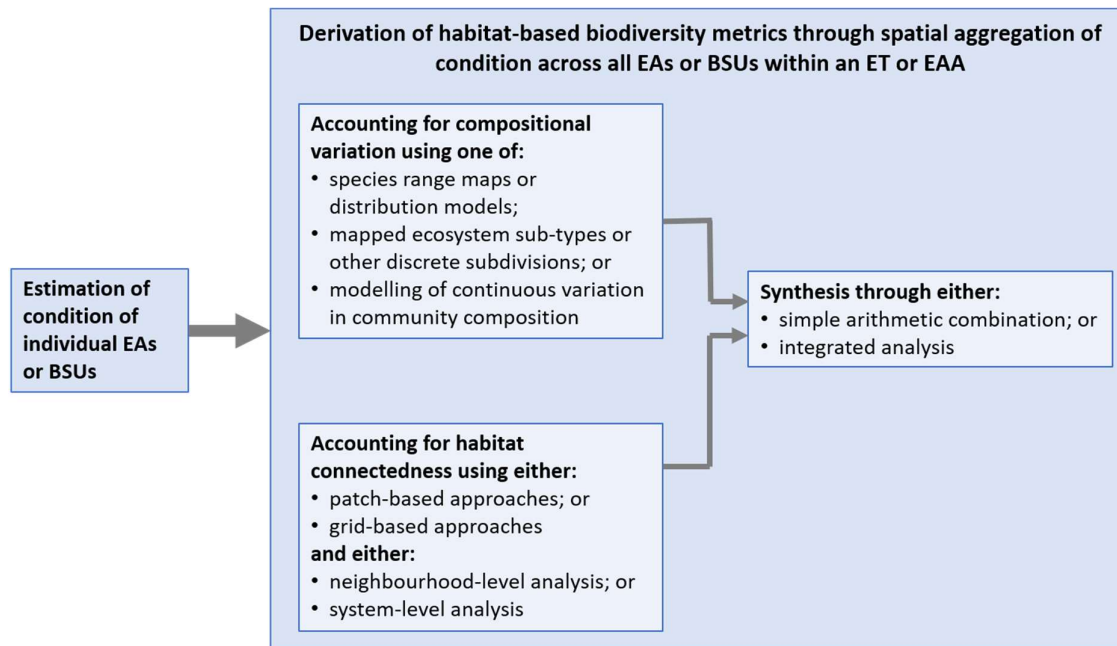 Derivation of habitat-based biodiversity metrics through spatial aggregation of
condition across all EAs or BSUs within an ET or EAA
Estimation of
condition of
individual EAs
or BSUs
Accounting for compositional
variation using one of:
• species range maps or
distribution models;
• mapped ecosystem sub-types or
other discrete subdivisions; or
• modelling of continuous variation
in community composition
Accounting for habitat
connectedness using either:
• patch-based approaches; or
• grid-based approaches
and either:
• neighbourhood-level analysis; or
• system-level analysis
Synthesis through either:
• simple arithmetic combination; or
• integrated analysis